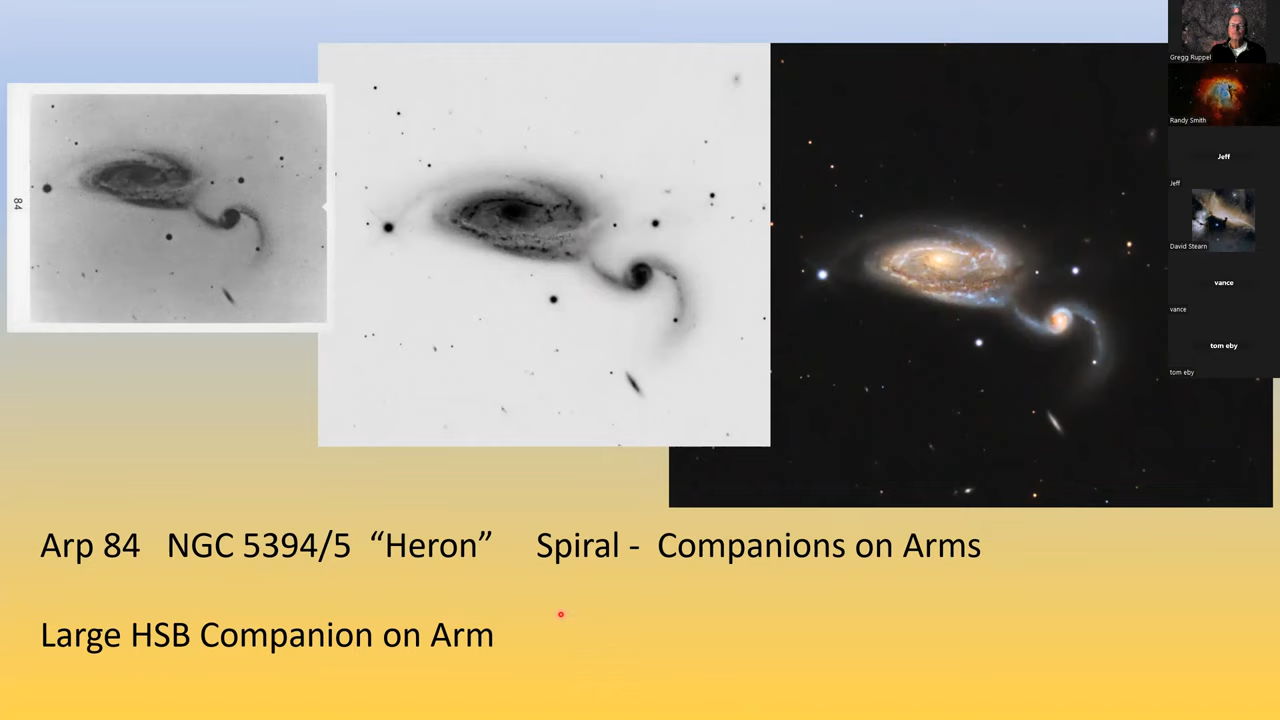 84
Arp 84 NGC 5394/5 “Heron” Spiral - Companions on Arms
Large HSB Companion on Arm
Gregg Ruppel
Randy Smith
Jeff
Jeff
David Stearn
vance
vance
tom eby
tom eby